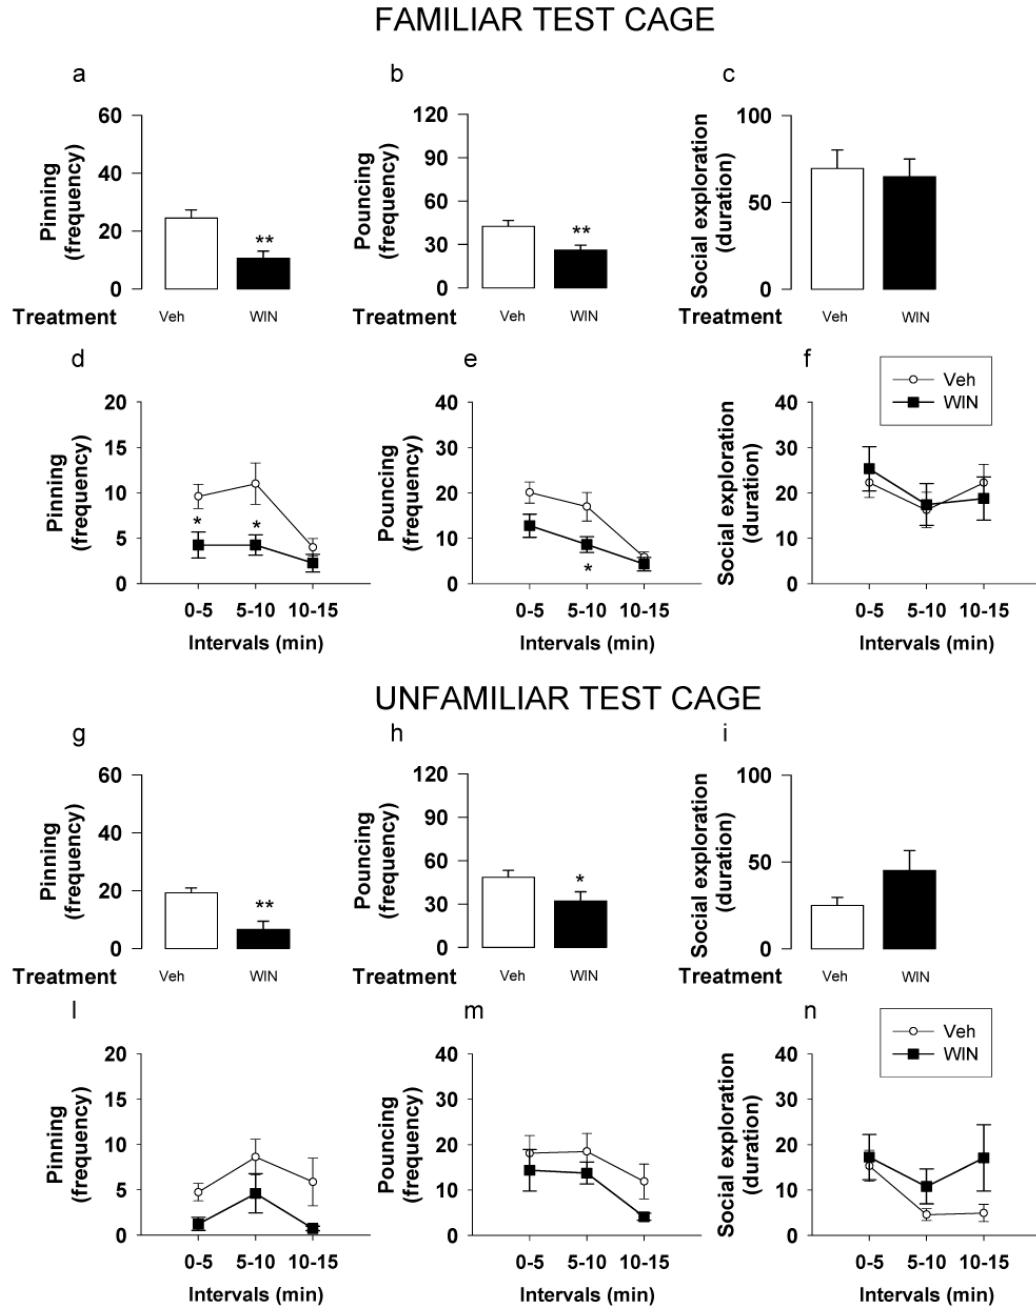 FAMILIAR TEST CAGE
a
b
c
Pinning
(frequency)
60
40
20
0
**
Pouncing
(frequency)
120
90
60
30
0
**
Social exploration
(duration)
100
50
0
Treatment Veh WIN
Treatment Veh WIN
Treatment Veh WIN
d
e
f
Veh
WIN
Pinning
(frequency)
20
15
10
5
0
*
*
0-5 5-10 10-15
Intervals (min)
Pouncing
(frequency)
40
30
20
10
0
*
0-5 5-10 10-15
Intervals (min)
Social exploration
(duration)
40
30
20
10
0
0-5 5-10 10-15
Intervals (min)
UNFAMILIAR TEST CAGE
g
h
i
Pinning
(frequency)
60
40
20
0
**
Pouncing
(frequency)
120
90
60
30
0
*
Social exploration
(duration)
100
50
0
Treatment Veh WIN
Treatment Veh WIN
Treatment Veh WIN
l
m
n
Veh
WIN
Pinning
(frequency)
20
15
10
5
0
0-5 5-10 10-15
Intervals (min)
Pouncing
(frequency)
40
30
20
10
0
0-5 5-10 10-15
Intervals (min)
Social exploration
(duration)
40
30
20
10
0
0-5 5-10 10-15
Intervals (min)